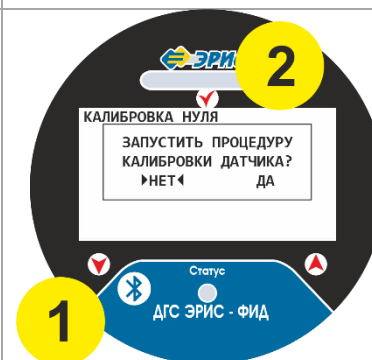 ЭРИС
2
КАЛИБРОВКА НУЛЯ
ЗАПУСТИТЬ ПРОЦЕДУРУ
КАЛИБРОВКИ ДАТЧИКА?
НЕТ ДА
Статус
1
ДГС ЭРИС - ФИД